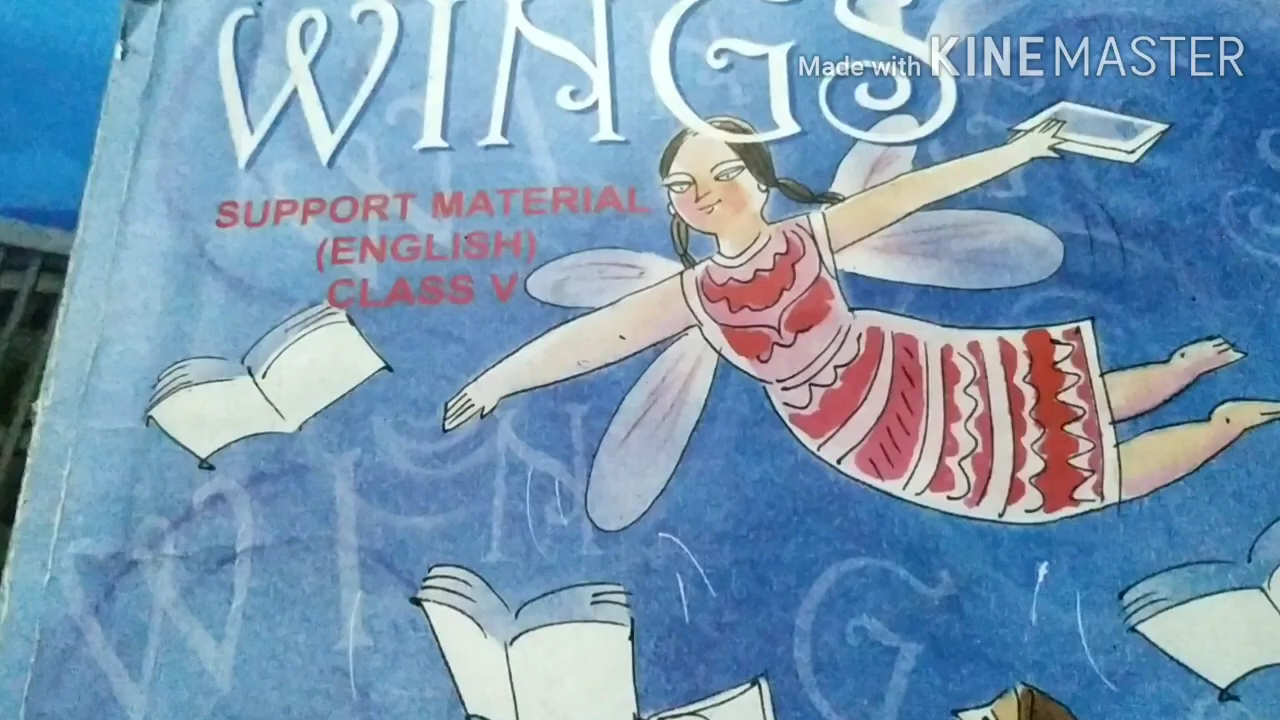 WINGS
Made with KINEMASTER
SUPPORT MATERIAL
(ENGLISH)
CLASS V
W I N G